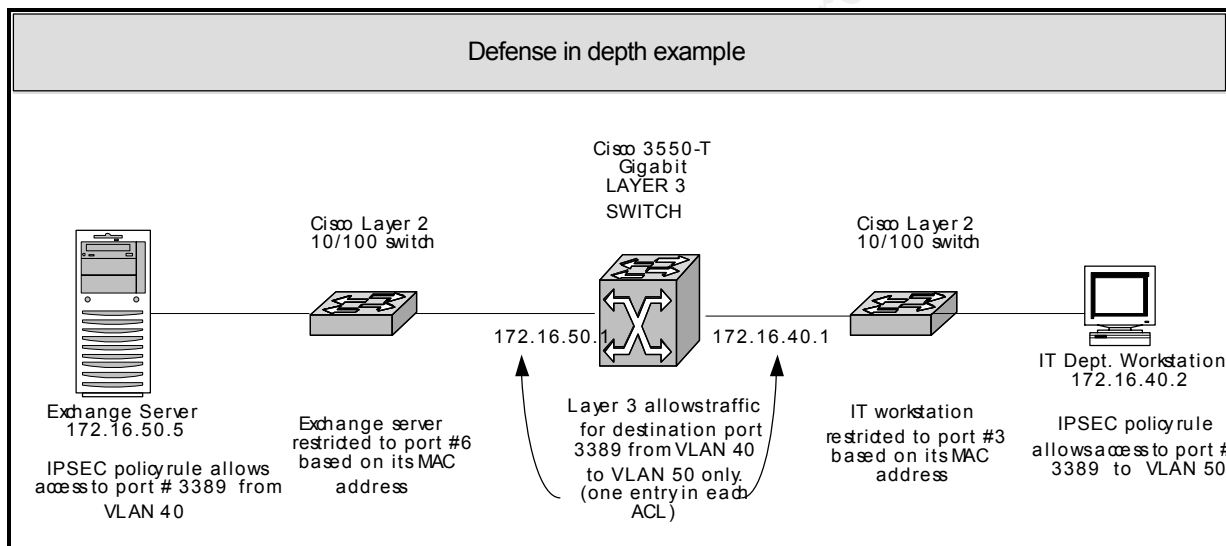 Defense in depth example
Cisco 3550-T
Gigabit
LAYER 3
SWITCH
Cisco Layer 2
10/100 switch
Cisco Layer 2
10/100 switch
172.16.50.1
172.16.40.1
Exchange Server
172.16.50.5
IPSEC policy rule allows
access to port # 3389 from
VLAN 40
Exchange server
restricted to port #6
based on its MAC
address
Layer 3 allows traffic
for destination port
3389 from VLAN 40
to VLAN 50 only.
(one entry in each
ACL)
IT workstation
restricted to port #3
based on its MAC
address
IT Dept. Workstation
172.16.40.2
IPSEC policy rule
allows access to port #
3389 to VLAN 50